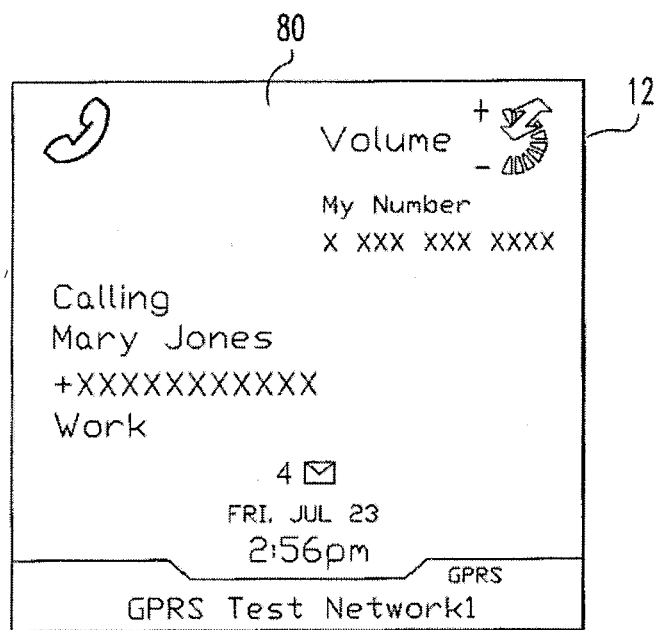 80
12
+
Volume
-
My Number
X XXX XXX XXXX
Calling
Mary Jones
+XXXXXXXXXXX
Work
4
FRI, JUL 23
2:56pm
GPRS
GPRS Test Network1